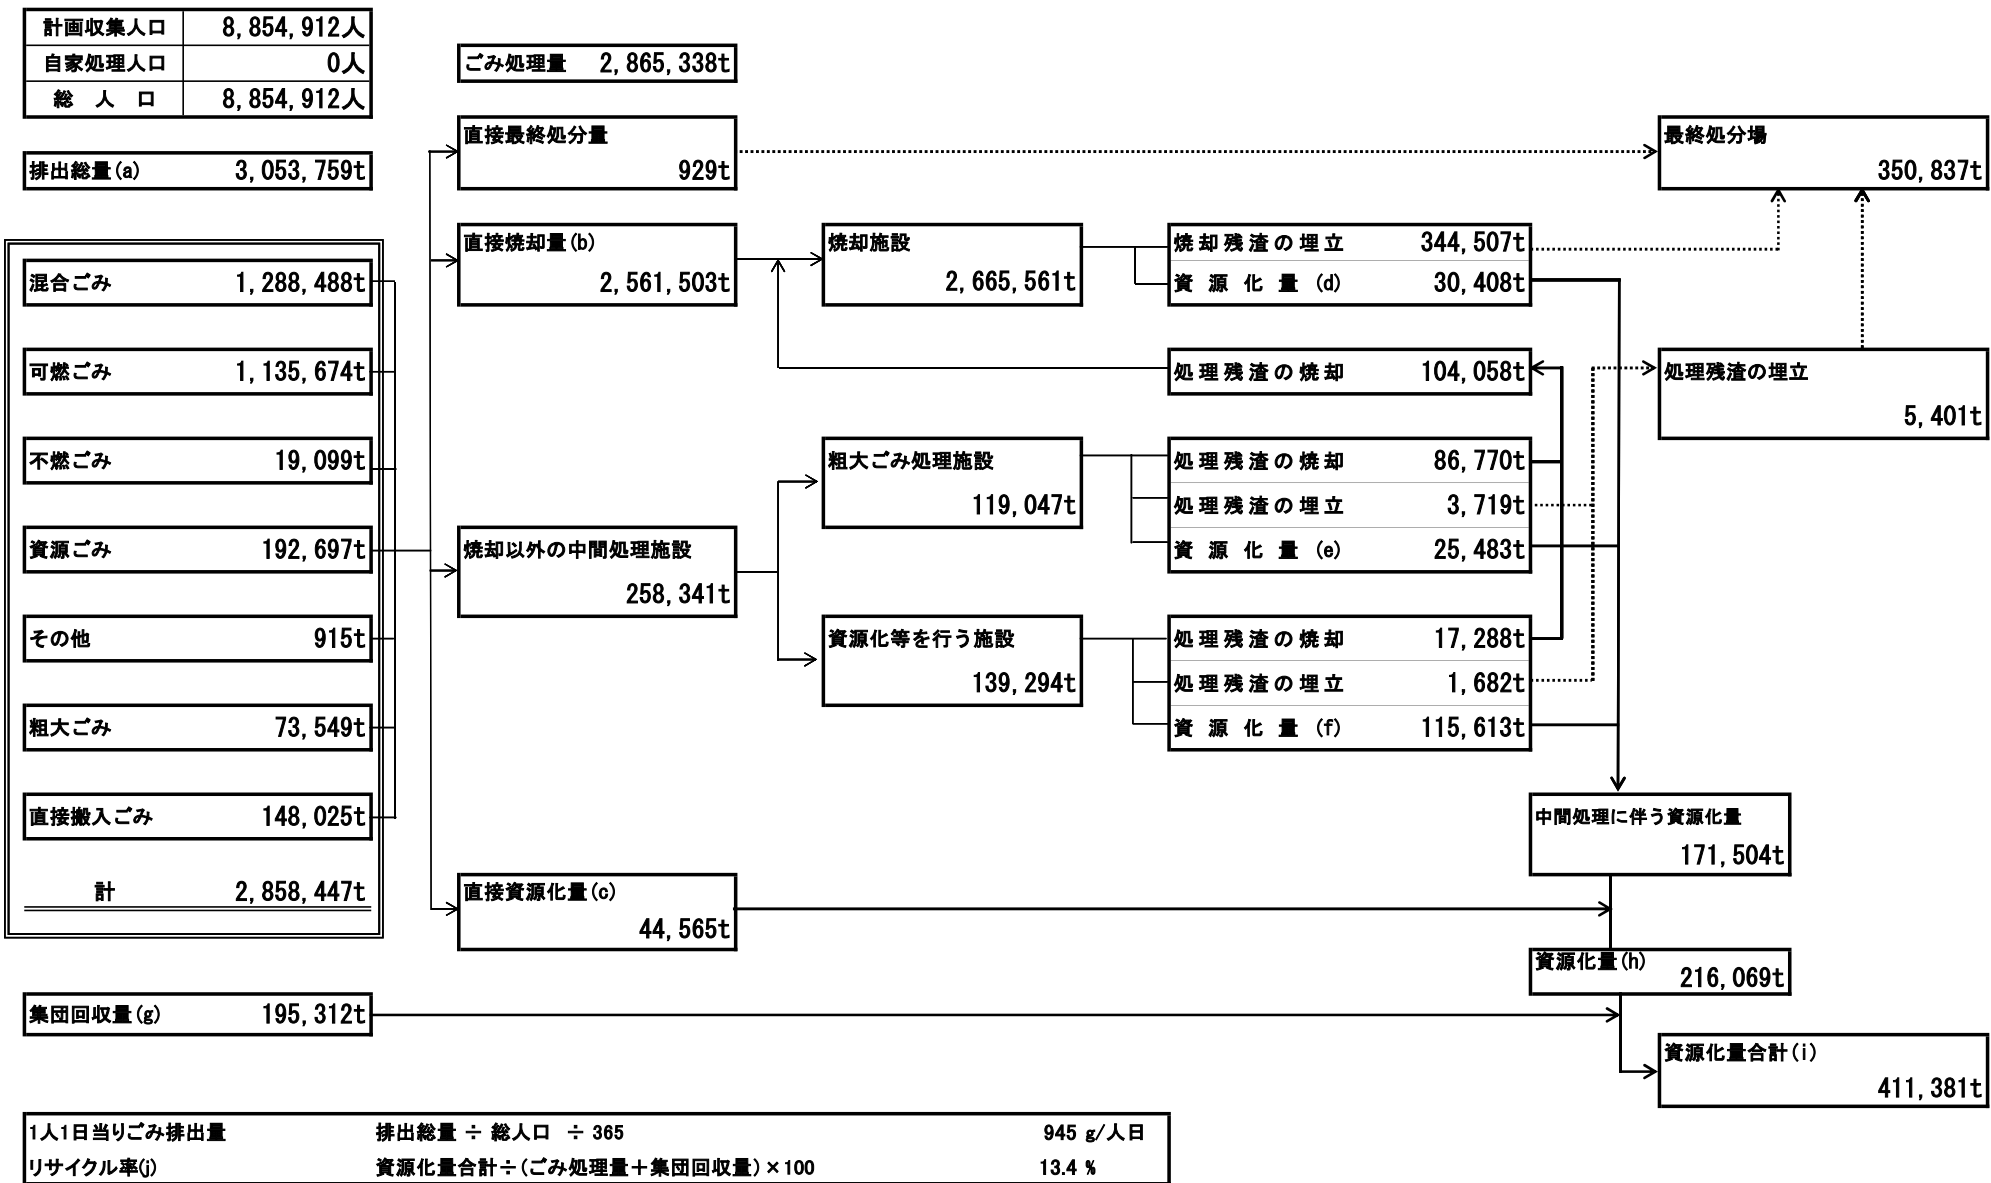 計画収集人口 8,854,912人
自家処理人口 0人
総人口 8,854,912人
ごみ処理量 2,865,338t
排出総量(a) 3,053,759t
直接最終処分量
929t
最終処分場
350,837t
混合ごみ 1,288,488t
可燃ごみ 1,135,674t
不燃ごみ 19,099t
資源ごみ 192,697t
その他 915t
粗大ごみ 73,549t
直接搬入ごみ 148,025t
計 2,858,447t
直接焼却量(b)
2,561,503t
焼却施設
2,665,561t
焼却残渣の埋立 344,507t
資源化量(d) 30,408t
処理残渣の焼却 104,058t
処理残渣の埋立
5,401t
焼却以外の中間処理施設
258,341t
粗大ごみ処理施設
119,047t
処理残渣の焼却 86,770t
処理残渣の埋立 3,719t
資源化量(e) 25,483t
資源化等を行う施設
139,294t
処理残渣の焼却 17,288t
処理残渣の埋立 1,682t
資源化量(f) 115,613t
中間処理に伴う資源化量
171,504t
直接資源化量(c)
44,565t
資源化量(h)
216,069t
集団回収量(g) 195,312t
資源化量合計(i)
411,381t
1人1日当りごみ排出量 排出総量 ÷ 総人口 ÷ 365 945 g/人日
リサイクル率(j) 資源化量合計÷(ごみ処理量+集団回収量)×100 13.4 %